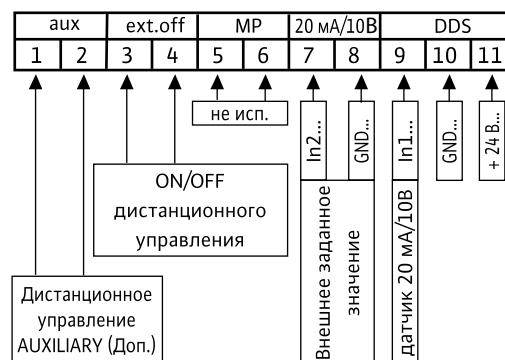 aux ext.off MP 20 мА/10В DDS
1 2 3 4 5 6 7 8 9 10 11
не исп.
In2...
GND...
In1...
GND...
+ 24 В...
ON/OFF
дистанционного
управления
Внешнее заданное
значение
датчик 20 мА/10В
Дистанционное
управление
AUXILIARY (Доп.)